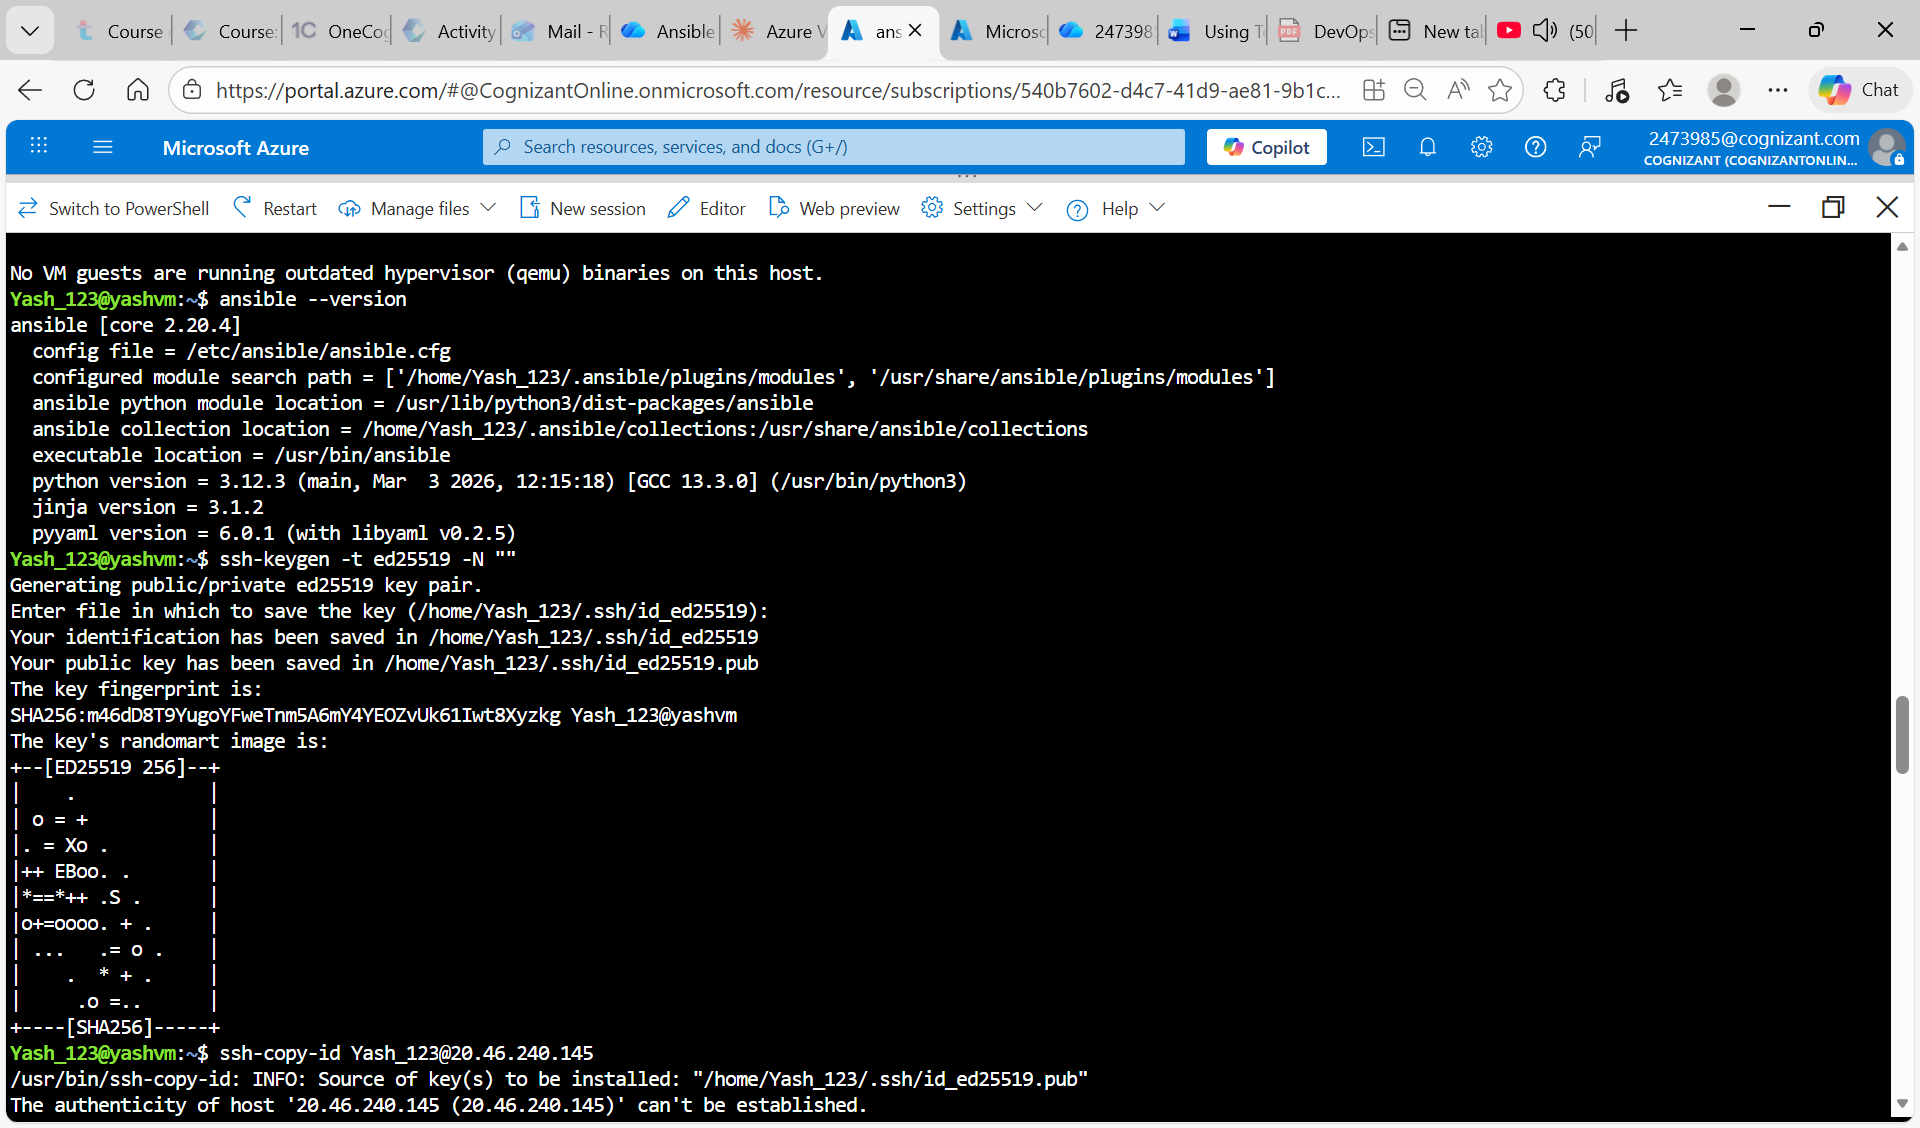 Course
Course:
1C OneCog
Activity
Mail - R
Ansible
Azure V
ans
Microsc
247398
Using T
PDF DevOps
New tab
(50
https://portal.azure.com/#@CognizantOnline.onmicrosoft.com/resource/subscriptions/540b7602-d4c7-41d9-ae81-9b1c...
Chat
Microsoft Azure
Search resources, services, and docs (G+/)
Copilot
2473985@cognizant.com
COGNIZANT (COGNIZANTONLIN...
Switch to PowerShell
Restart
Manage files
New session
Editor
Web preview
Settings
Help
No VM guests are running outdated hypervisor (qemu) binaries on this host.
Yash_123@yashvm:~$ ansible --version
ansible [core 2.20.4]
  config file = /etc/ansible/ansible.cfg
  configured module search path = ['/home/Yash_123/.ansible/plugins/modules', '/usr/share/ansible/plugins/modules']
  ansible python module location = /usr/lib/python3/dist-packages/ansible
  ansible collection location = /home/Yash_123/.ansible/collections:/usr/share/ansible/collections
  executable location = /usr/bin/ansible
  python version = 3.12.3 (main, Mar  3 2026, 12:15:18) [GCC 13.3.0] (/usr/bin/python3)
  jinja version = 3.1.2
  pyyaml version = 6.0.1 (with libyaml v0.2.5)
Yash_123@yashvm:~$ ssh-keygen -t ed25519 -N ""
Generating public/private ed25519 key pair.
Enter file in which to save the key (/home/Yash_123/.ssh/id_ed25519):
Your identification has been saved in /home/Yash_123/.ssh/id_ed25519
Your public key has been saved in /home/Yash_123/.ssh/id_ed25519.pub
The key fingerprint is:
SHA256:m46dD8T9YugoYFweTnm5A6mY4YEOZvUk61Iwt8Xyzkg Yash_123@yashvm
The key's randomart image is:
+--[ED25519 256]--+
|    .            |
| o = +           |
|. = Xo .         |
|++ EBoo. .       |
|*==*++ .S .      |
|o+=oooo. + .     |
| ...   .= o .    |
|    .  * + .     |
|     .o =..      |
+----[SHA256]-----+
Yash_123@yashvm:~$ ssh-copy-id Yash_123@20.46.240.145
/usr/bin/ssh-copy-id: INFO: Source of key(s) to be installed: "/home/Yash_123/.ssh/id_ed25519.pub"
The authenticity of host '20.46.240.145 (20.46.240.145)' can't be established.